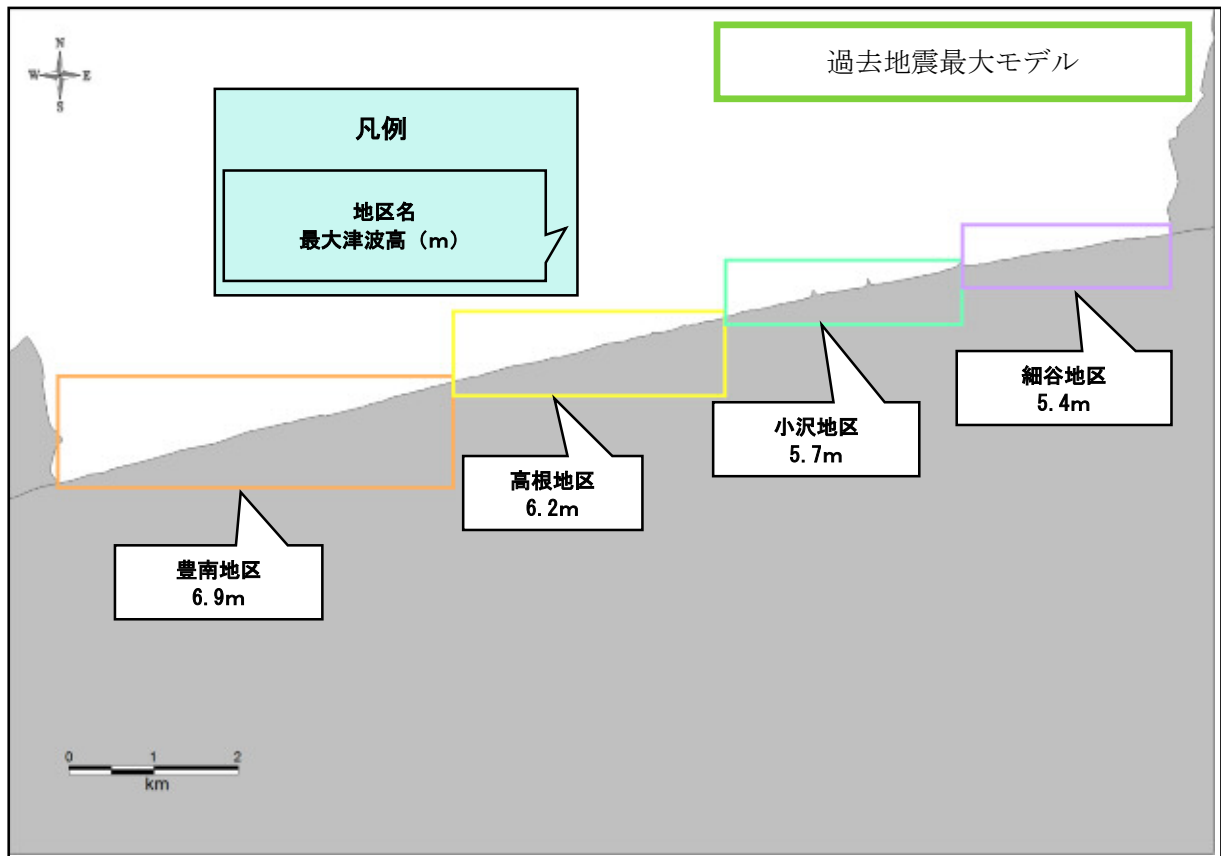 過去地震最大モデル
N
W E
S
凡例
地区名
最大津波高（m）
細谷地区
5.4m
小沢地区
5.7m
高根地区
6.2m
豊南地区
6.9m
0 1 2
km